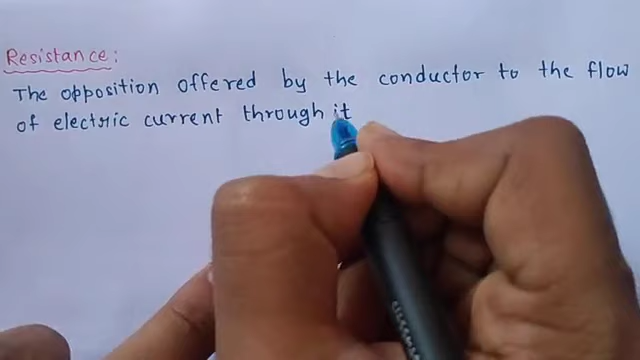 Resistance:
The opposition offered by the conductor to the flow
of electric current through it